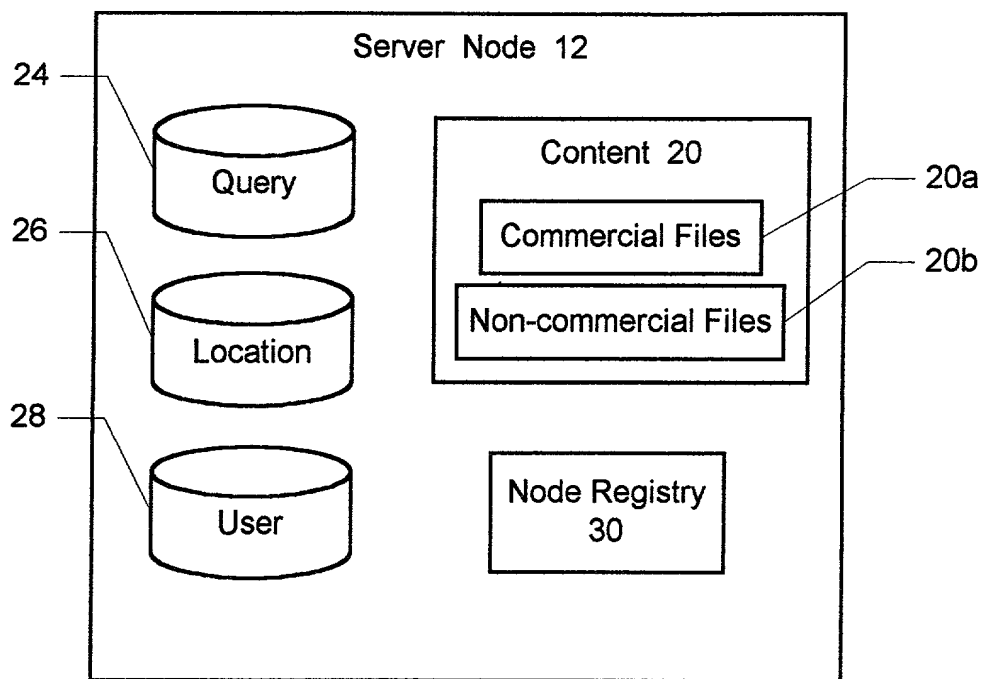 Server Node 12
24
Query
Content 20
20a
Commercial Files
26
20b
Non-commercial Files
Location
28
Node Registry
30
User